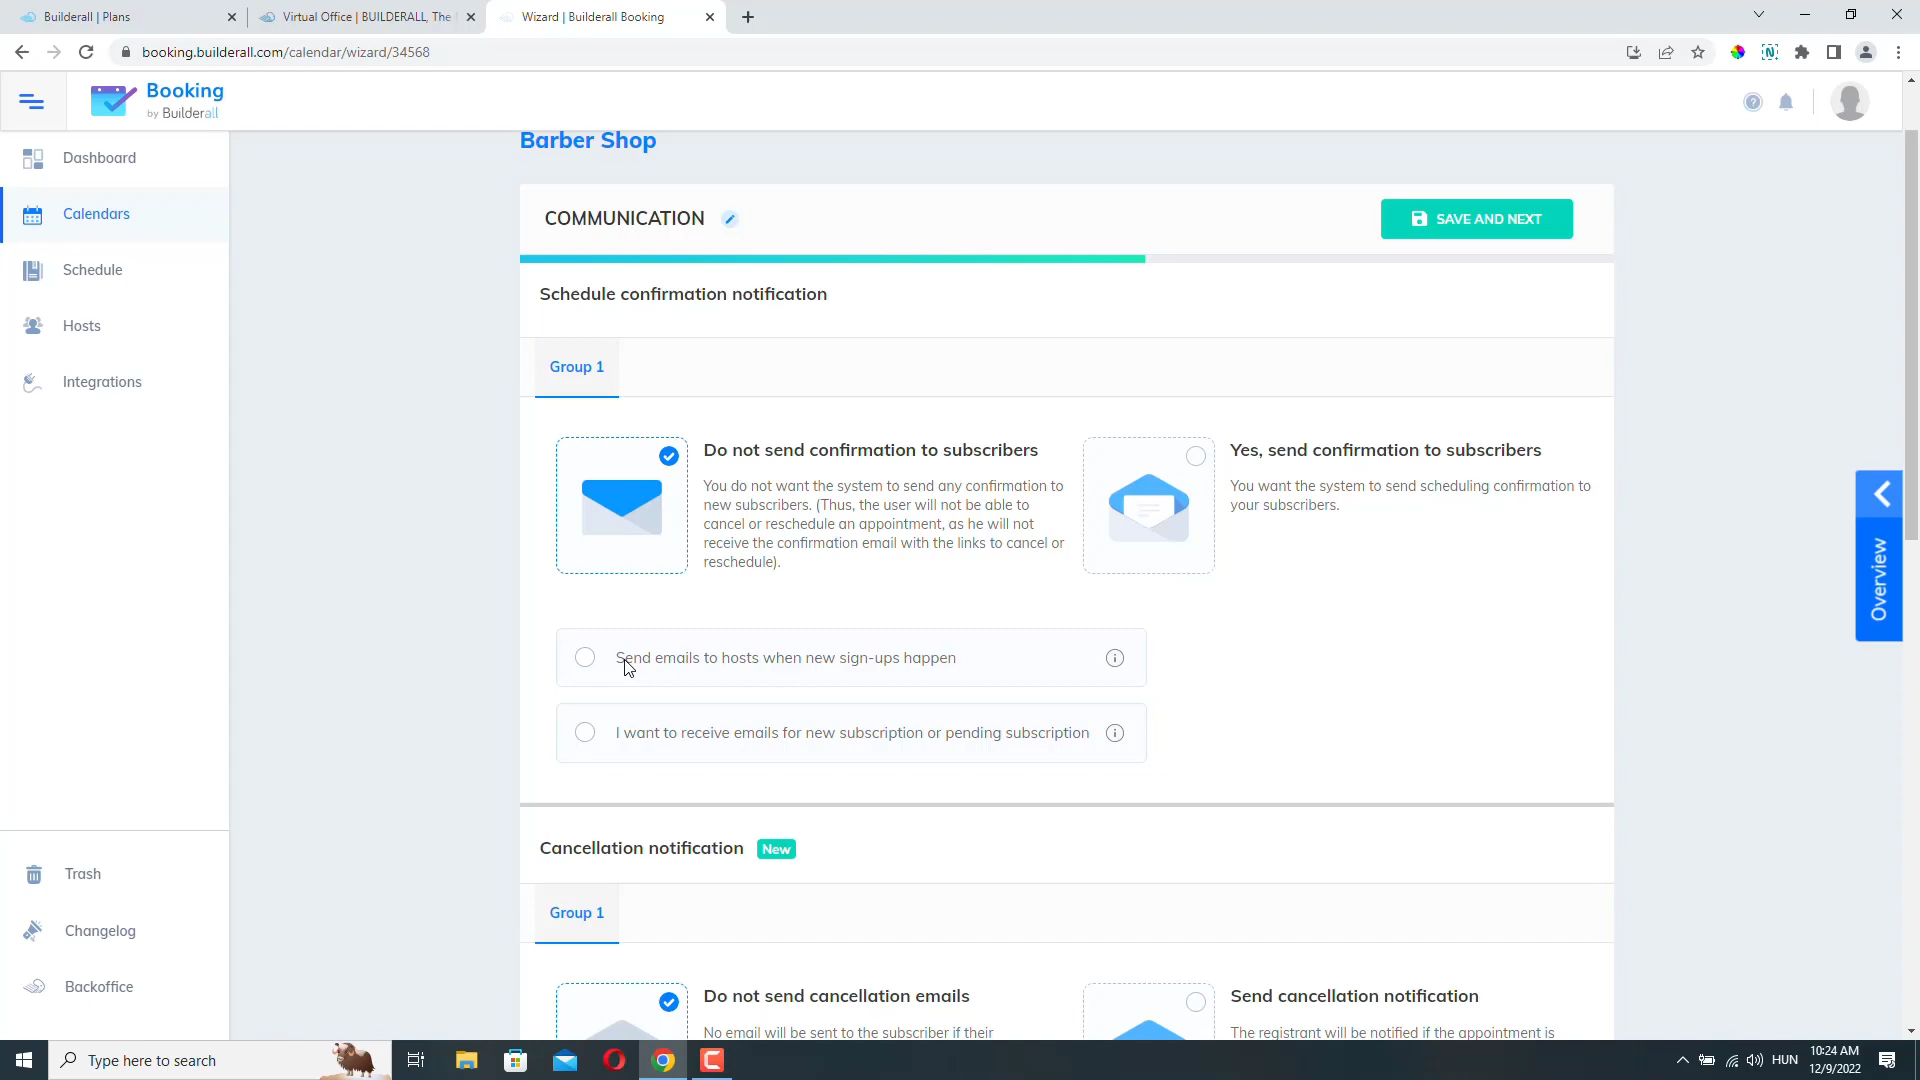 Builderall | Plans
Virtual Office | BUILDERALL, The
Wizard | Builderall Booking
booking.builderall.com/calendar/wizard/34568
Booking
by Builderall
Dashboard
Calendars
Schedule
Hosts
Integrations
Trash
Changelog
Backoffice
Barber Shop
COMMUNICATION
SAVE AND NEXT
Schedule confirmation notification
Group 1
Do not send confirmation to subscribers
You do not want the system to send any confirmation to
new subscribers. (Thus, the user will not be able to
cancel or reschedule an appointment, as he will not
receive the confirmation email with the links to cancel or
reschedule).
Yes, send confirmation to subscribers
You want the system to send scheduling confirmation to
your subscribers.
Send emails to hosts when new sign-ups happen
I want to receive emails for new subscription or pending subscription
Cancellation notification New
Group 1
Do not send cancellation emails
No email will be sent to the subscriber if their
Send cancellation notification
The registrant will be notified if the appointment is
Overview
Type here to search
HUN
10:24 AM
12/9/2022